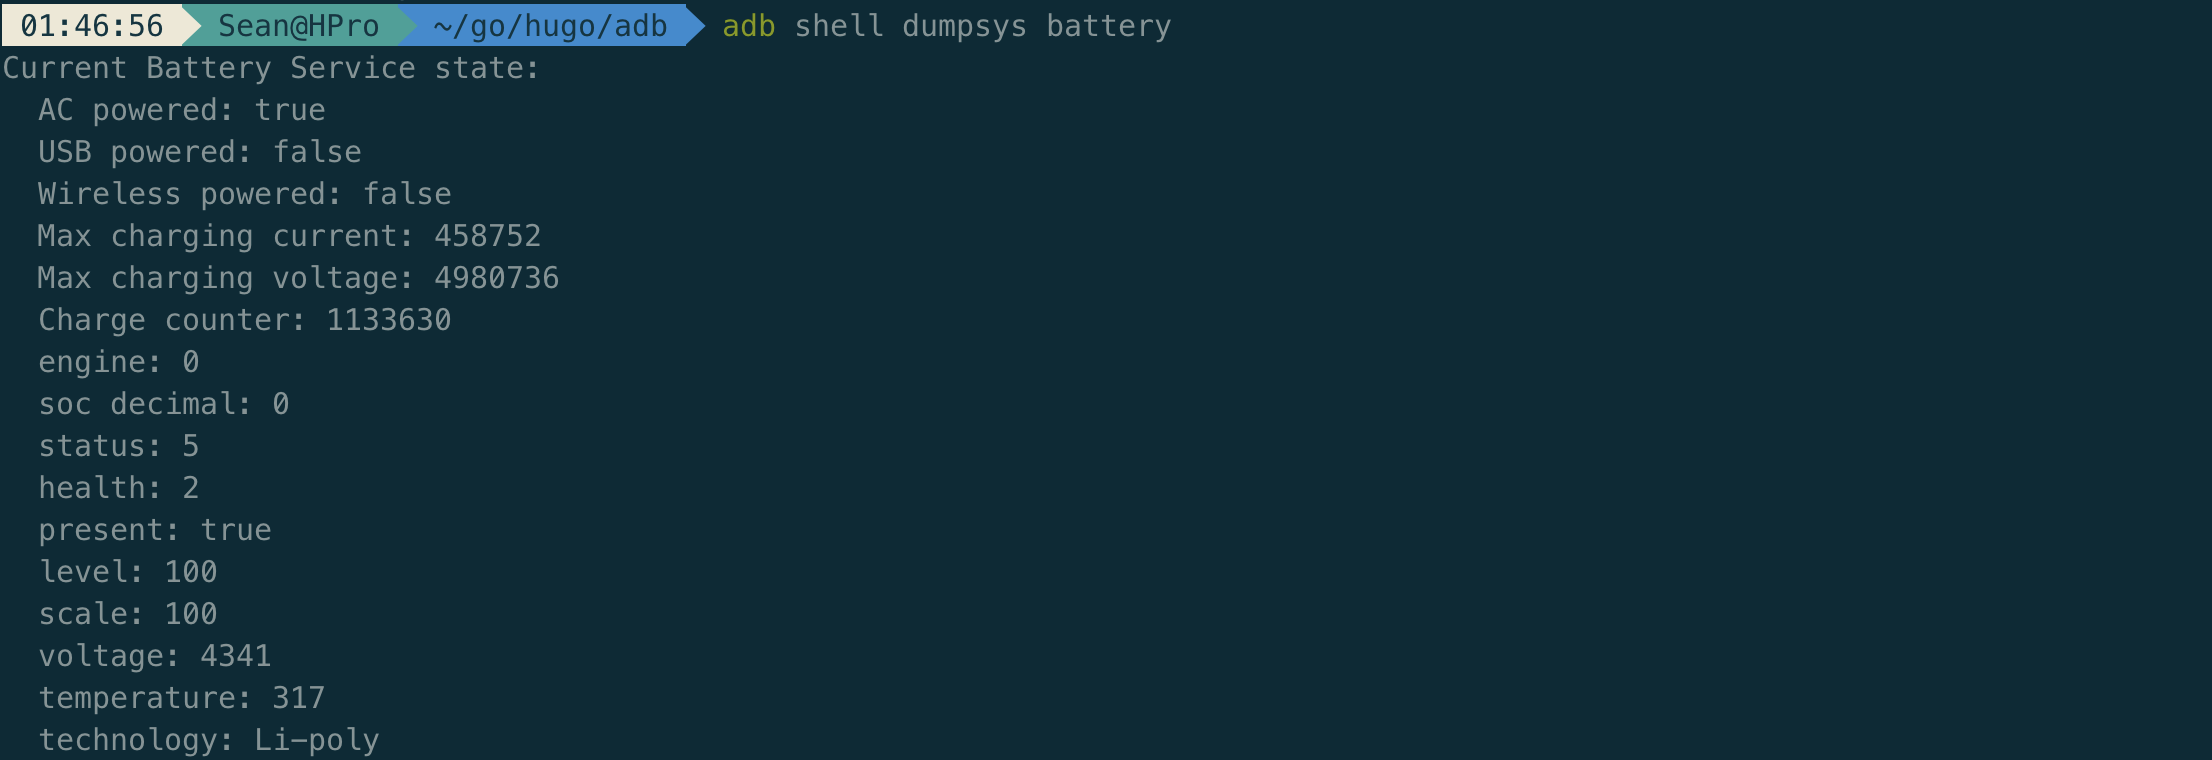 01:46:56 Sean@HPro ~/go/hugo/adb adb shell dumpsys battery
Current Battery Service state:
  AC powered: true
  USB powered: false
  Wireless powered: false
  Max charging current: 458752
  Max charging voltage: 4980736
  Charge counter: 1133630
  engine: 0
  soc decimal: 0
  status: 5
  health: 2
  present: true
  level: 100
  scale: 100
  voltage: 4341
  temperature: 317
  technology: Li-poly